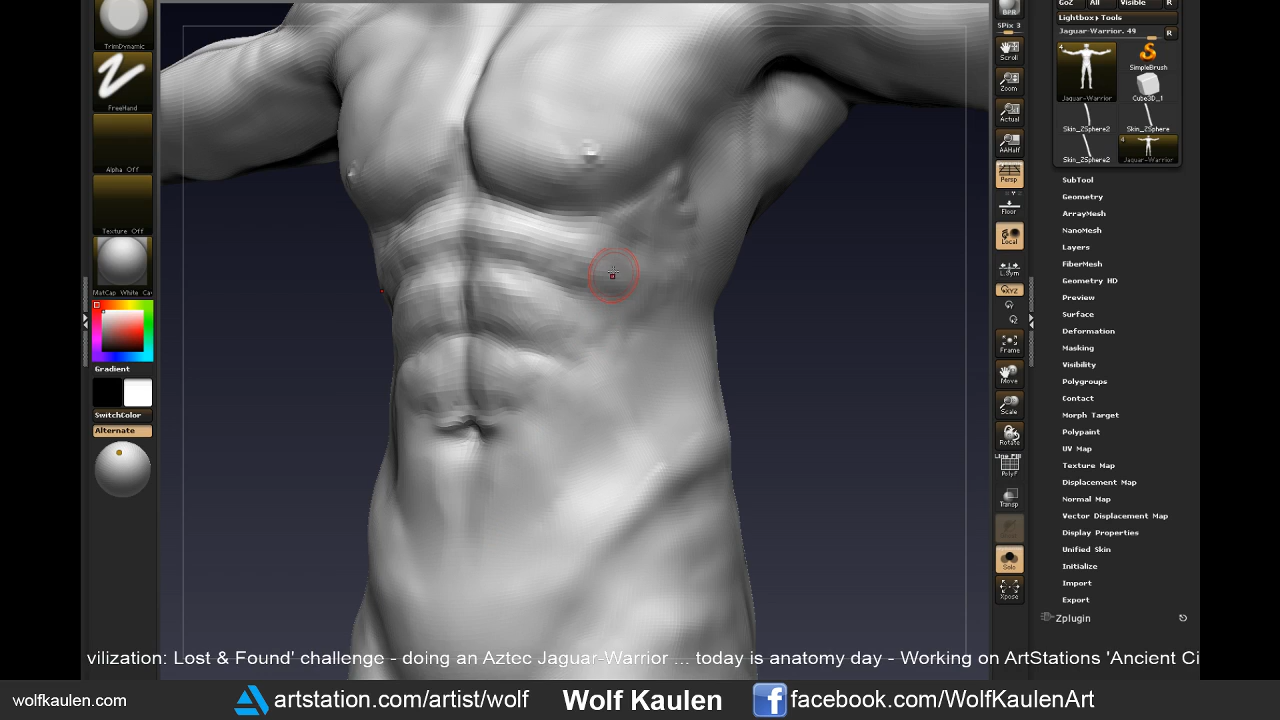 TrimDynamic
FreeHand
Alpha Off
Texture Off
MatCap White Ca
Gradient
SwitchColor
Alternate
BPR
SPix 3
Scroll
Zoom
Actual
AAHalf
Persp
Floor
Local
L.Sym
XYZ
Frame
Move
Scale
Rotate
Line Fill
PolyF
Transp
Solo
Xpose
GoZ All Visible R
Lightbox▸Tools
Jaguar-Warrior. 49 R
4
Jaguar-Warrior
SimpleBrush
Cube3D_1
Skin_ZSphere2 Skin_ZSphere
4
Skin_ZSphere2 Jaguar-Warrior
SubTool
Geometry
ArrayMesh
NanoMesh
Layers
FiberMesh
Geometry HD
Preview
Surface
Deformation
Masking
Visibility
Polygroups
Contact
Morph Target
Polypaint
UV Map
Texture Map
Displacement Map
Normal Map
Vector Displacement Map
Display Properties
Unified Skin
Initialize
Import
Export
Zplugin
vilization: Lost & Found' challenge - doing an Aztec Jaguar-Warrior ... today is anatomy day - Working on ArtStations 'Ancient Ci
wolfkaulen.com artstation.com/artist/wolf Wolf Kaulen facebook.com/WolfKaulenArt